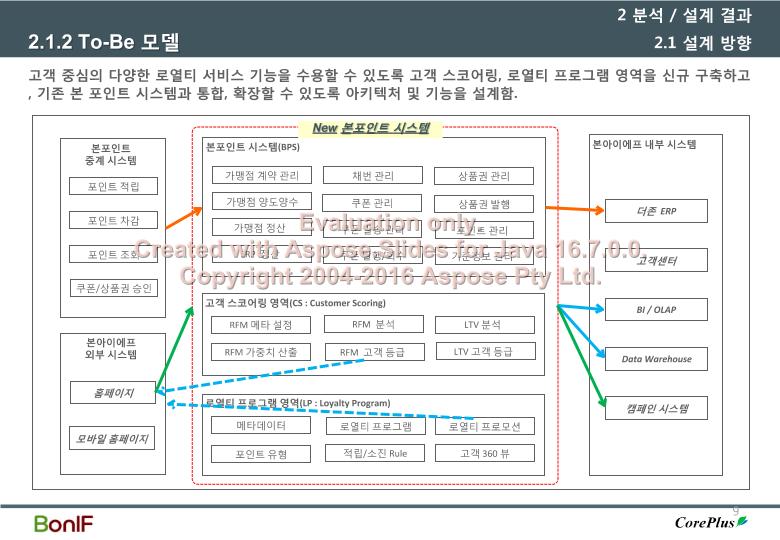 2 분석 / 설계 결과
2.1.2 To-Be 모델
2.1 설계 방향
고객 중심의 다양한 로열티 서비스 기능을 수용할 수 있도록 고객 스코어링, 로열티 프로그램 영역을 신규 구축하고
, 기존 본 포인트 시스템과 통합, 확장할 수 있도록 아키텍처 및 기능을 설계함.
New 본포인트 시스템
본포인트
중계 시스템
포인트 적립
포인트 차감
포인트 조회
쿠폰/상품권 승인
본아이에프
외부 시스템
홈페이지
모바일 홈페이지
본포인트 시스템(BPS)
가맹점 계약 관리
채번 관리
상품권 관리
가맹점 양도양수
쿠폰 관리
상품권 발행
가맹점 정산
포인트 관리
고객 스코어링 영역(CS : Customer Scoring)
RFM 메타 설정
RFM 분석
LTV 분석
RFM 가중치 산출
RFM 고객 등급
LTV 고객 등급
로열티 프로그램 영역(LP : Loyalty Program)
메타데이터
로열티 프로그램
로열티 프로모션
포인트 유형
적립/소진 Rule
고객 360 뷰
본아이에프 내부 시스템
더존 ERP
고객센터
BI / OLAP
Data Warehouse
캠페인 시스템
Evaluation only.
Created with Aspose.Slides for Java 16.7.0.0.
Copyright 2004-2016 Aspose Pty Ltd.
BonIF
CorePlus
9